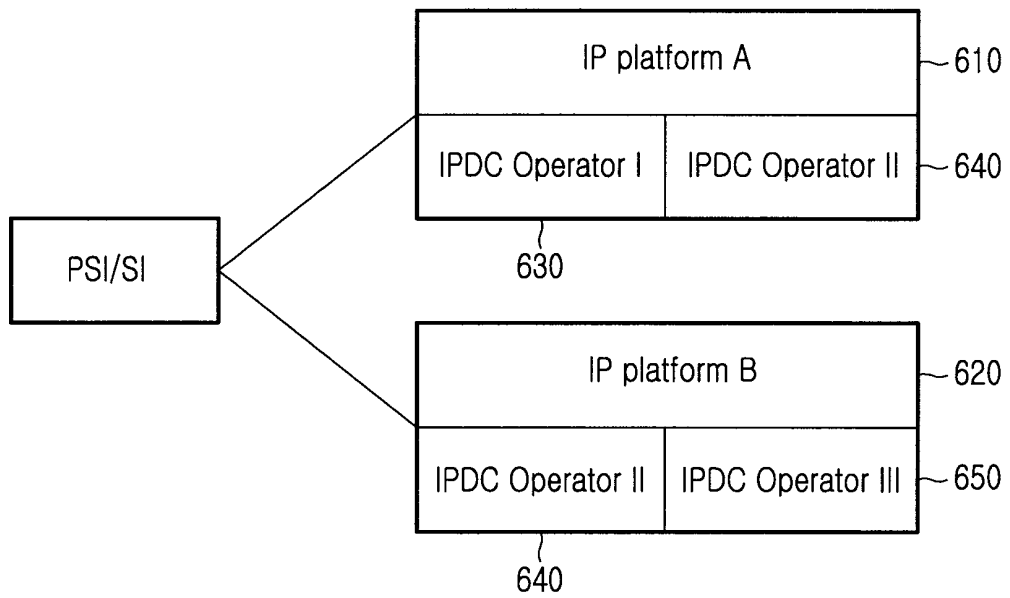 IP platform A
610
IPDC Operator I
IPDC Operator II
640
630
PSI/SI
IP platform B
620
IPDC Operator II
IPDC Operator III
650
640